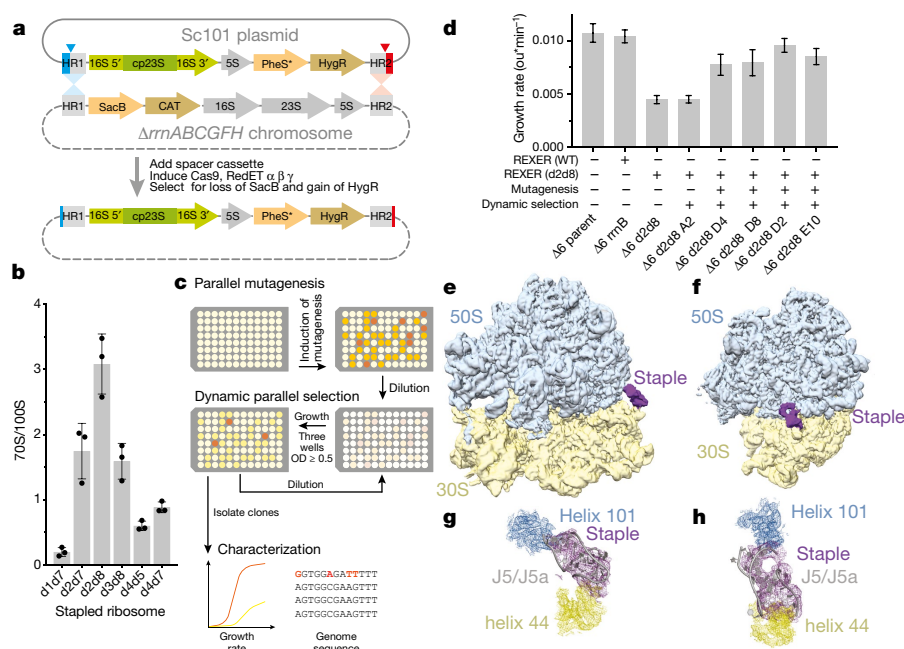 a
Sc101 plasmid
HR1 16S 5′ cp23S 16S 3′ 5S PheS* HygR HR2
HR1 SacB CAT 16S 23S 5S HR2
ΔrrnABCGFH chromosome
Add spacer cassette
Induce Cas9, RedET α β γ
Select for loss of SacB and gain of HygR
HR1 16S 5′ cp23S 16S 3′ 5S PheS* HygR HR2
b
70S/100S
4
3
2
1
0
d1d7
d2d7
d2d8
d3d8
d4d5
d4d7
Stapled ribosome
c
Parallel mutagenesis
Induction of
mutagenesis
Dilution
Dynamic parallel selection
Growth
Three
wells
OD ≥ 0.5
Dilution
Isolate clones
Characterization
Growth
rate
GGTGGAGATTTTT
AGTGGCGAAGTTT
AGTGGCGAAGTTT
AGTGGCGAAGTTT
Genome
sequence
d
Growth rate (ou*min⁻¹)
0.010
0.005
0.000
REXER (WT) – + – – – – – –
REXER (d2d8) – – + + + + + +
Mutagenesis – – – – + + + +
Dynamic selection – – – + + + + +
Δ6 parent
Δ6 rrnB
Δ6 d2d8
Δ6 d2d8 A2
Δ6 d2d8 D4
Δ6 d2d8 D8
Δ6 d2d8 D2
Δ6 d2d8 E10
e
50S
Staple
30S
f
50S
Staple
30S
g
Helix 101
Staple
J5/J5a
helix 44
h
Helix 101
Staple
J5/J5a
helix 44